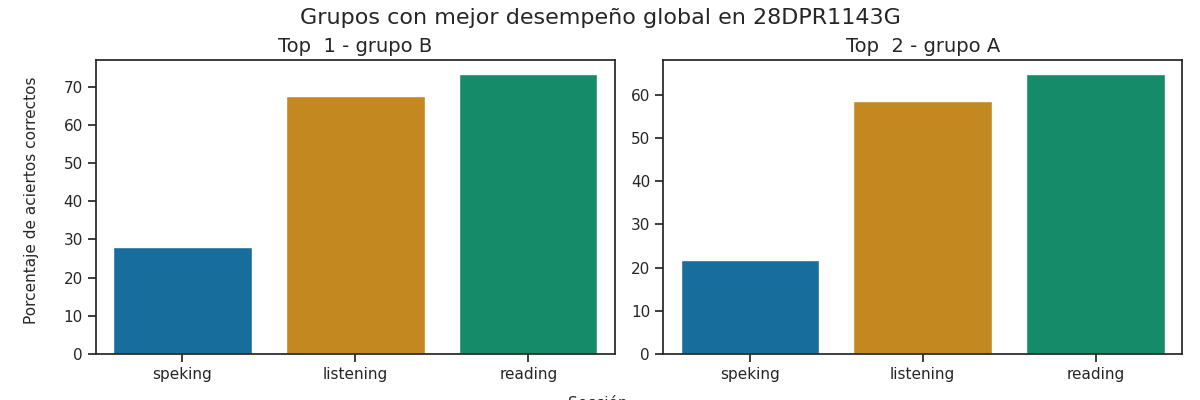 Grupos con mejor desempeño global en 28DPR1143G
Top 1 - grupo B
Top 2 - grupo A
Porcentaje de aciertos correctos
70
60
50
40
30
20
10
0
speking listening reading
60
50
40
30
20
10
0
speking listening reading
Sección